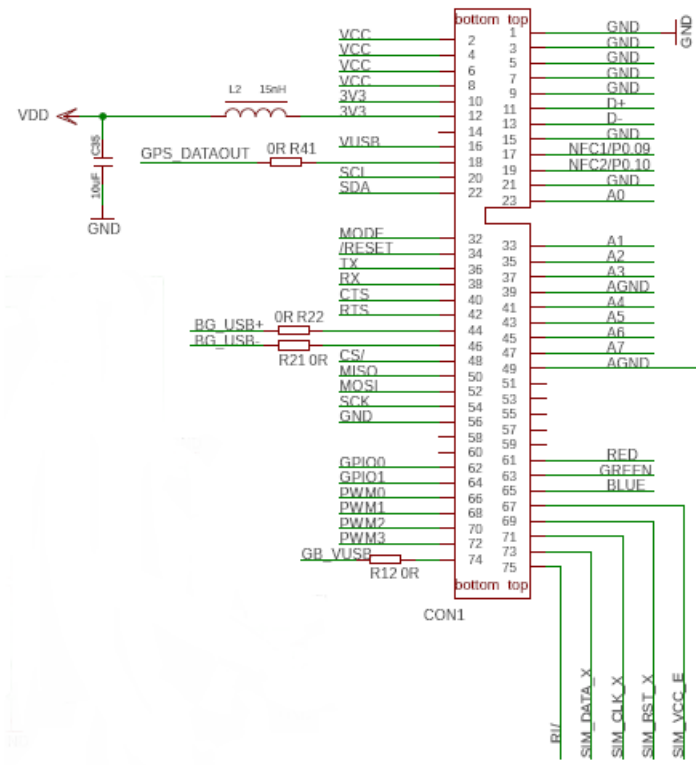 bottom top
VCC 2 1 GND
GND
VCC 4 3 GND
VCC 6 5 GND
VCC 8 7 GND
9 GND
L2 15nH
3V3 10 11 D+
VDD 3V3 12 13 D-
14 15 GND
C35
10uF
GND
VUSB 16 17 NFC1/P0.09
GPS_DATAOUT 0R R41 18 19 NFC2/P0.10
SCL 20 21 GND
SDA 22 23 A0
MODE 32 33 A1
/RESET 34 35 A2
TX 36 37 A3
RX 38 39 AGND
CTS 40 41 A4
RTS 42 43 A5
BG_USB+ 0R R22 44 45 A6
BG_USB- R21 0R 46 47 A7
CS/ 48 49 AGND
MISO 50 51
MOSI 52 53
SCK 54 55
GND 56 57
58 59
60 61 RED
GPIO0 62 63 GREEN
GPIO1 64 65 BLUE
PWM0 66 67
PWM1 68 69
PWM2 70 71
PWM3 72 73
GB_VUSB R12 0R 74 75
bottom top
CON1
RI/
SIM_DATA_X
SIM_CLK_X
SIM_RST_X
SIM_VCC_E